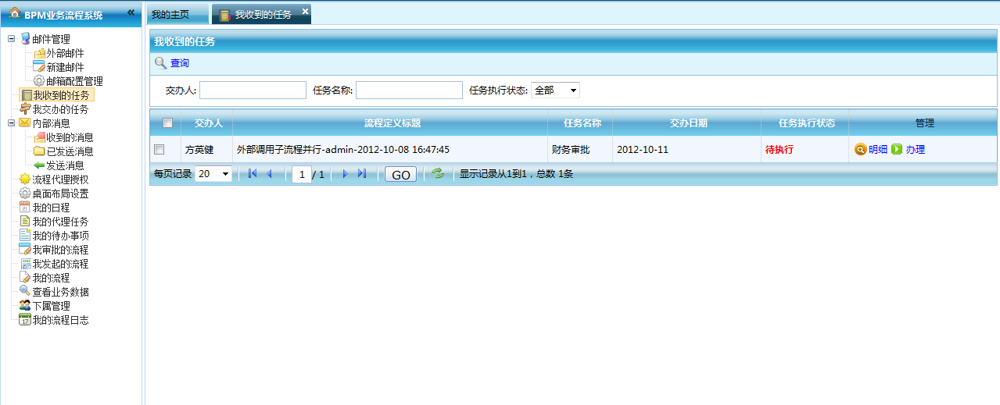 BPM业务流程系统
邮件管理
外部邮件
新建邮件
邮箱配置管理
我收到的任务
我交办的任务
内部消息
收到的消息
已发送消息
发送消息
流程代理授权
桌面布局设置
我的日程
我的代理任务
我的待办事项
我审批的流程
我发起的流程
我的流程
查看业务数据
下属管理
17 我的流程日志
我的主页 我收到的任务
我收到的任务
查询
交办人: 任务名称: 任务执行状态: 全部
交办人 流程定义标题 任务名称 交办日期 任务执行状态 管理
方英健 外部调用子流程并行-admin-2012-10-08 16:47:45 财务审批 2012-10-11 待执行 明细 办理
每页记录 20 1 / 1 GO 显示记录从1到1，总数 1条